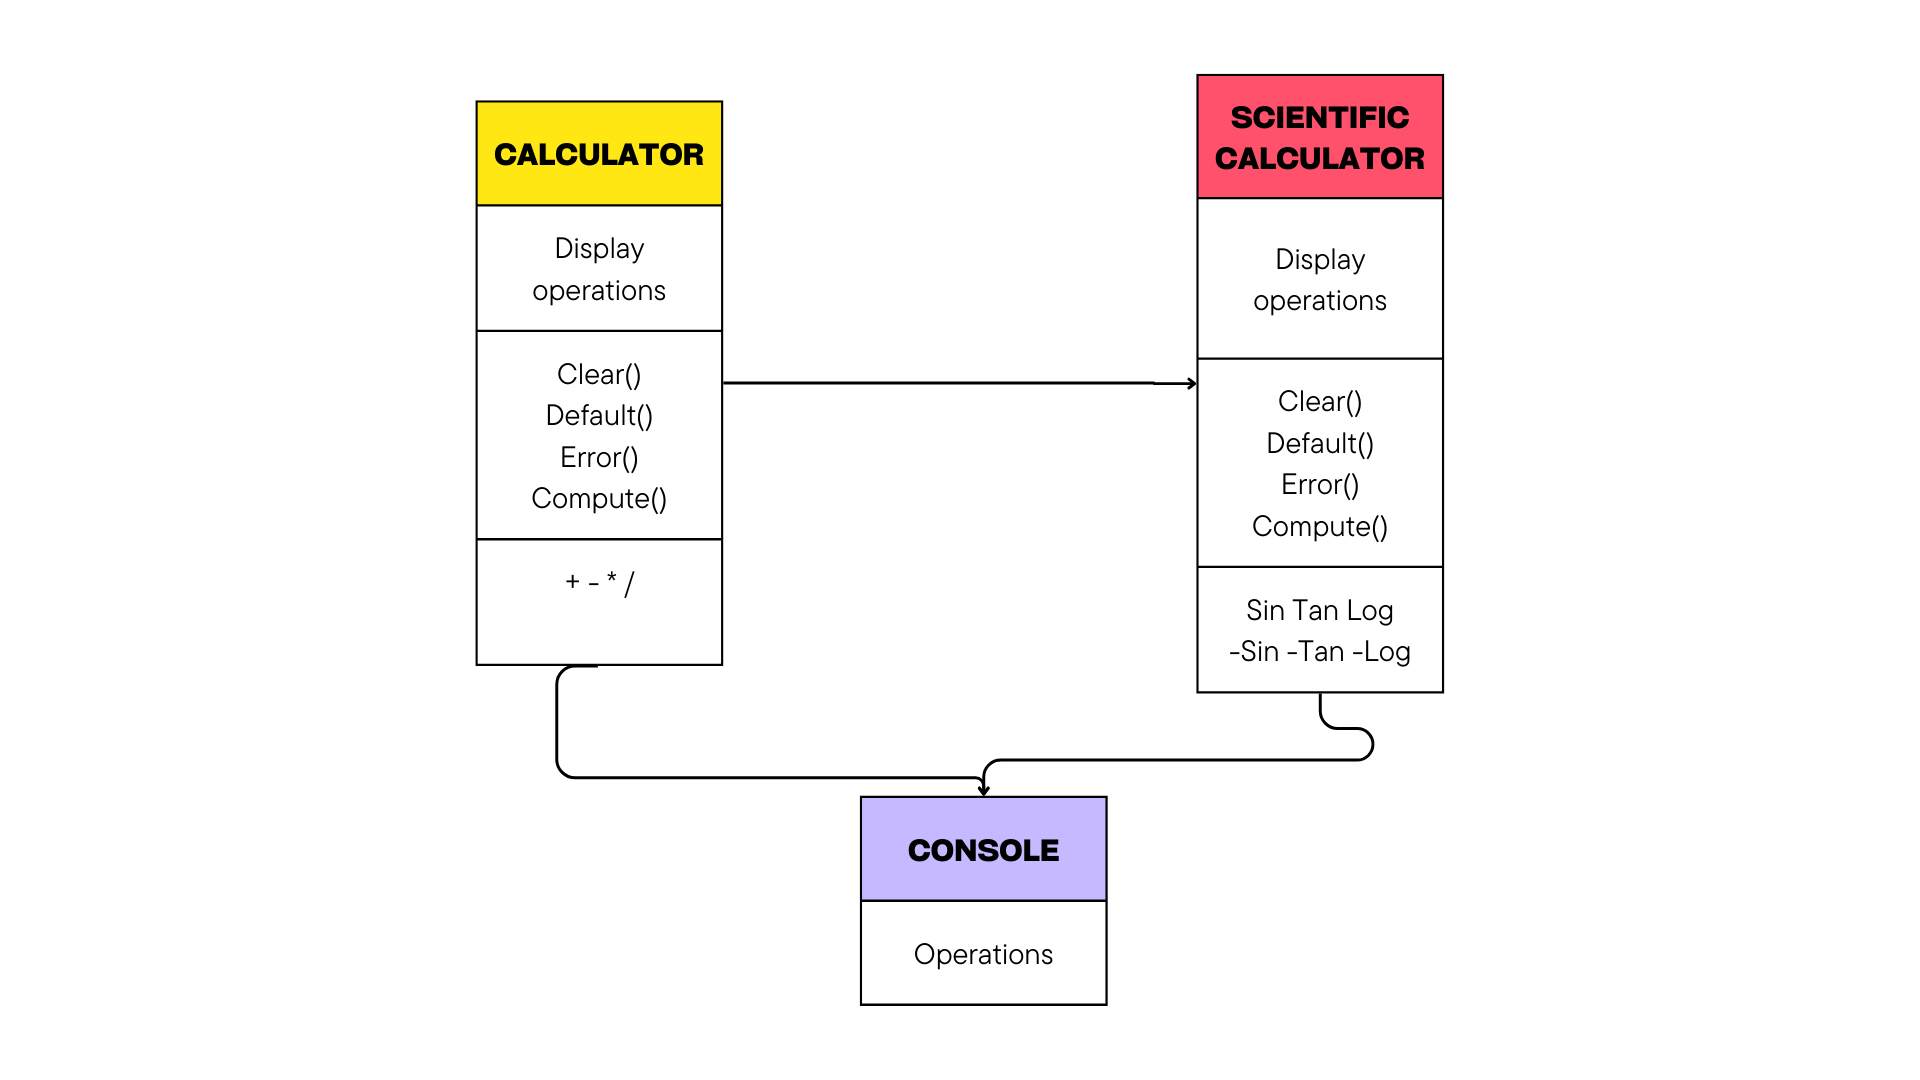 CALCULATOR
Display
operations
Clear()
Default()
Error()
Compute()
+ - * /
SCIENTIFIC
CALCULATOR
Display
operations
Clear()
Default()
Error()
Compute()
Sin Tan Log
-Sin -Tan -Log
CONSOLE
Operations